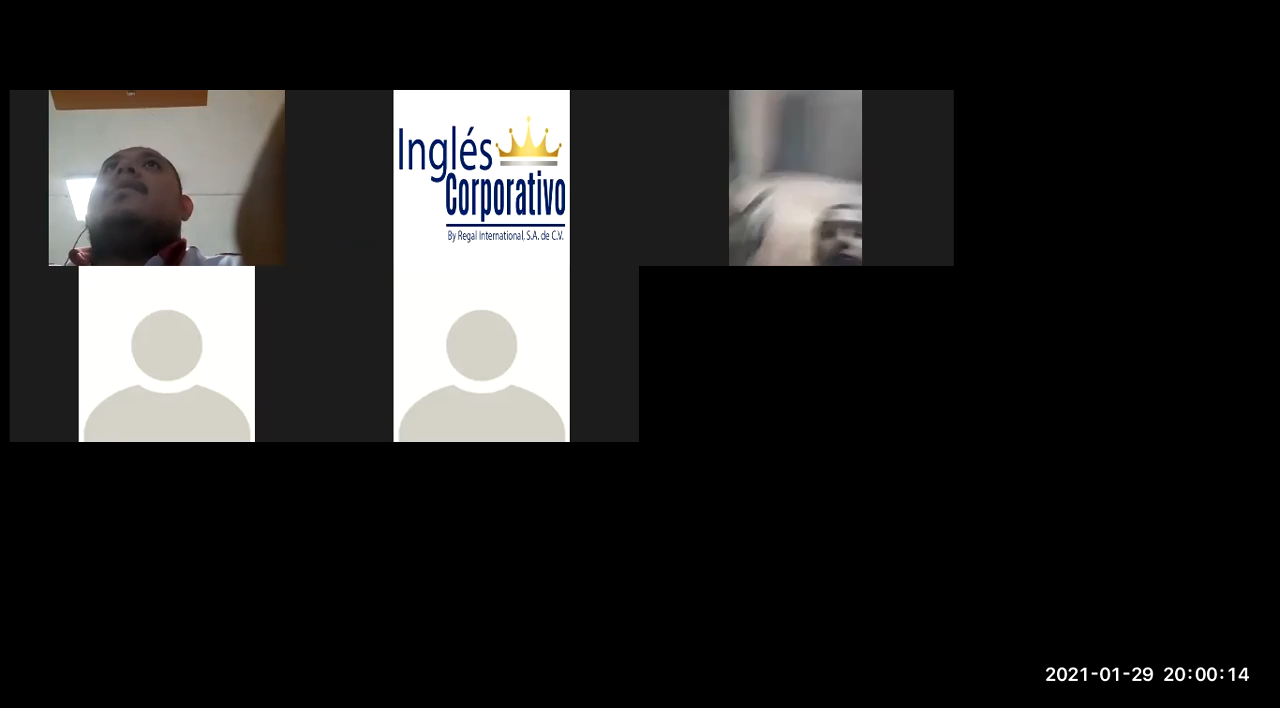 Inglés
Corporativo
By Regal International, S.A. de C.V.
2021-01-29 20:00:14